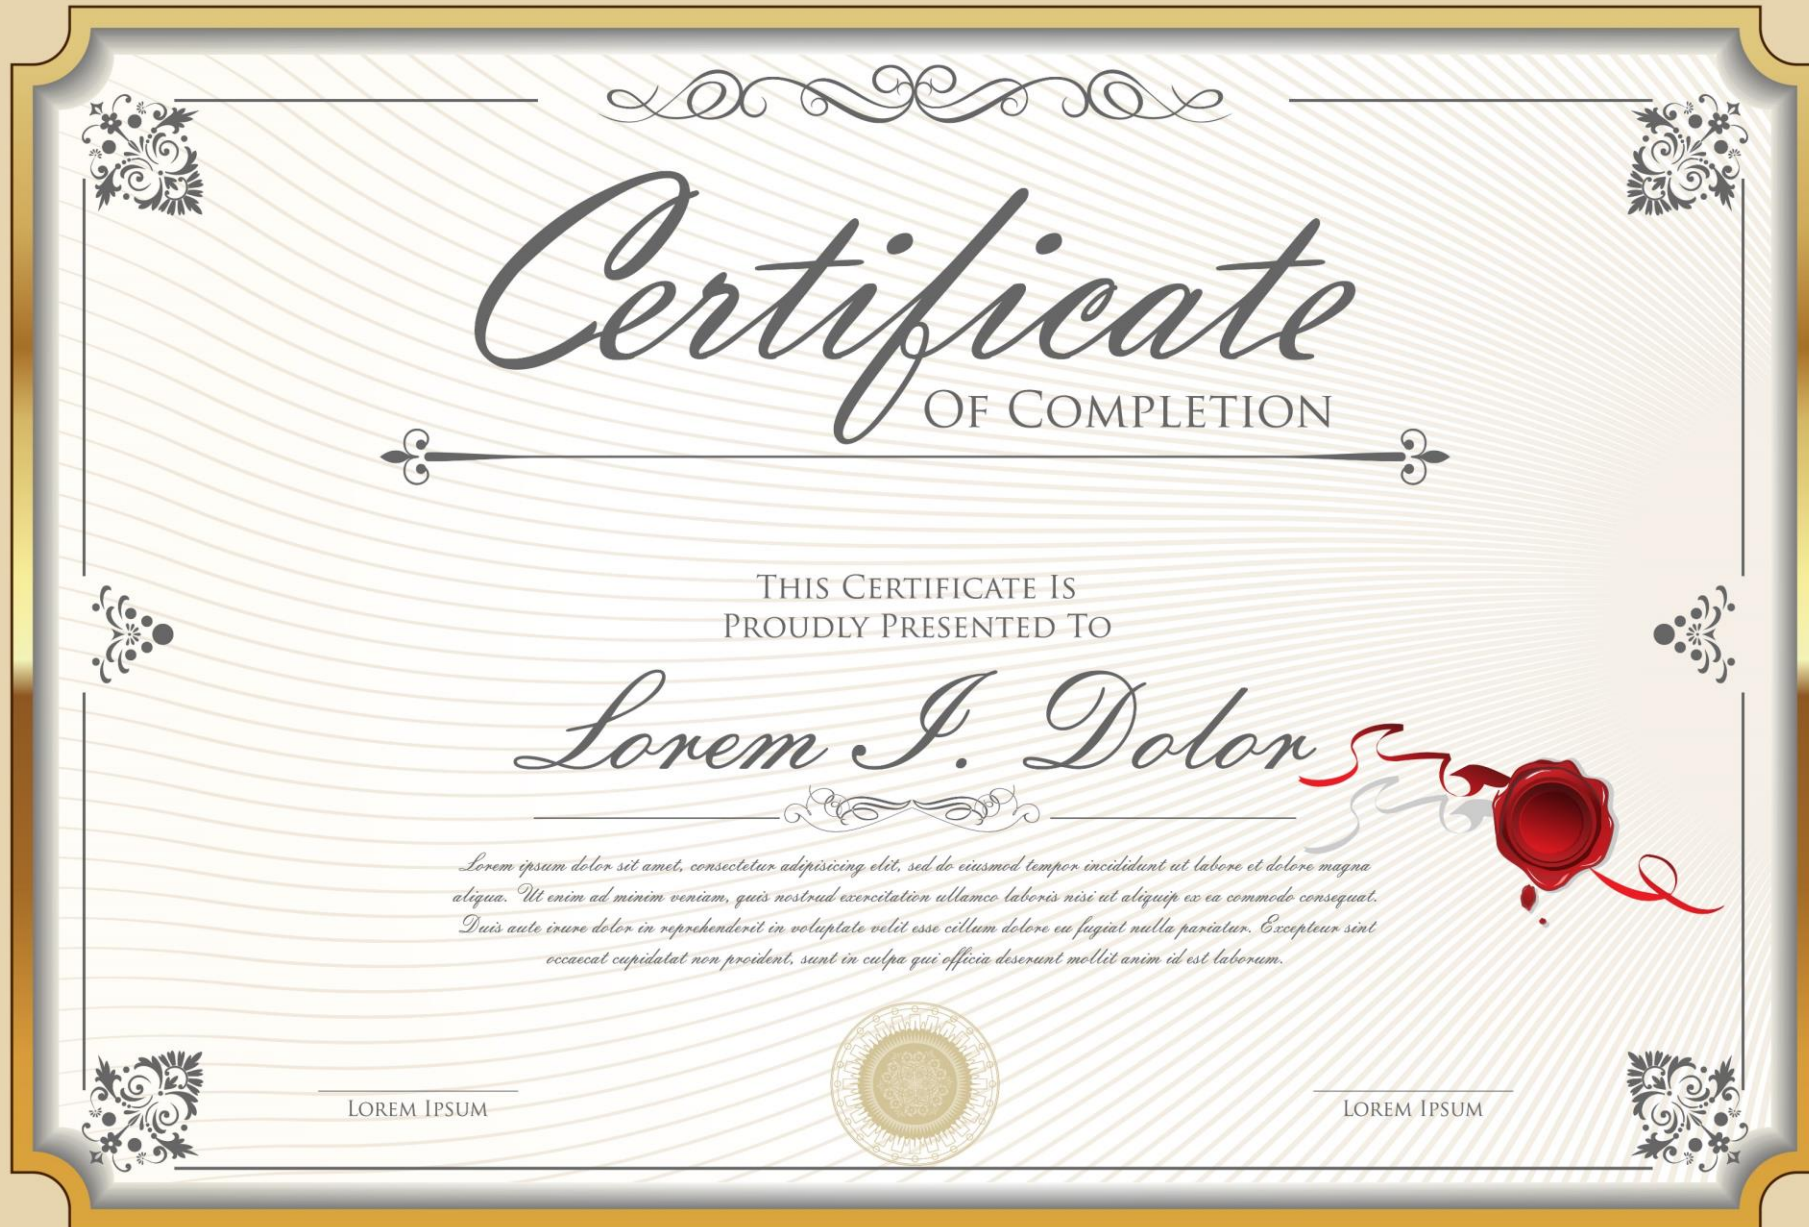 Certificate
OF COMPLETION
THIS CERTIFICATE IS
PROUDLY PRESENTED TO
Lorem I. Dolor
Lorem ipsum dolor sit amet, consectetur adipisicing elit, sed do eiusmod tempor incididunt ut labore et dolore magna
aliqua. Ut enim ad minim veniam, quis nostrud exercitation ullamco laboris nisi ut aliquip ex ea commodo consequat.
Duis aute irure dolor in reprehenderit in voluptate velit esse cillum dolore eu fugiat nulla pariatur. Excepteur sint
occaecat cupidatat non proident, sunt in culpa qui officia deserunt mollit anim id est laborum.
LOREM IPSUM
LOREM IPSUM